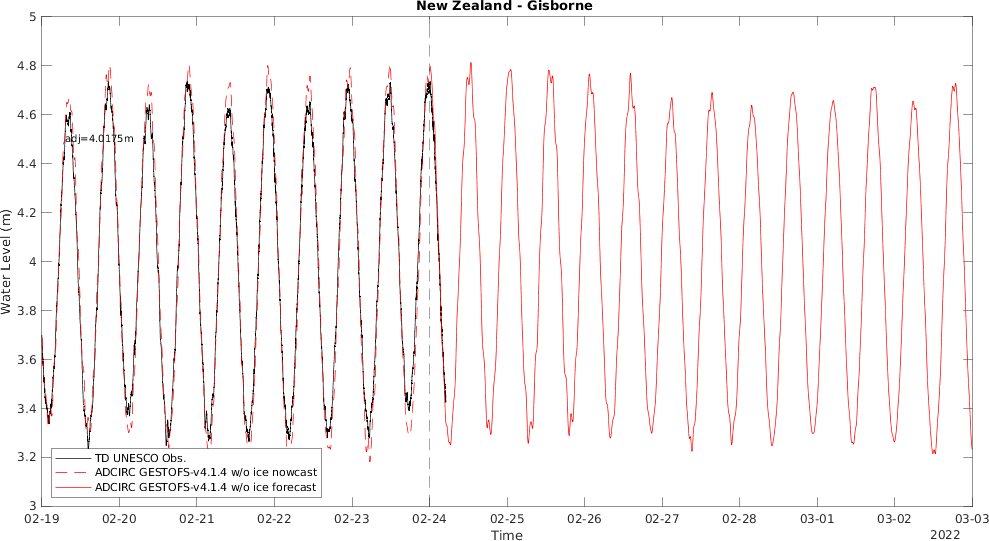 New Zealand - Gisborne
5
4.8
4.6
4.4
4.2
4
3.8
3.6
3.4
3.2
3
Water Level (m)
adj=4.0175m
TD UNESCO Obs.
ADCIRC GESTOFS-v4.1.4 w/o ice nowcast
ADCIRC GESTOFS-v4.1.4 w/o ice forecast
02-19 02-20 02-21 02-22 02-23 02-24 02-25 02-26 02-27 02-28 03-01 03-02 03-03
Time
2022